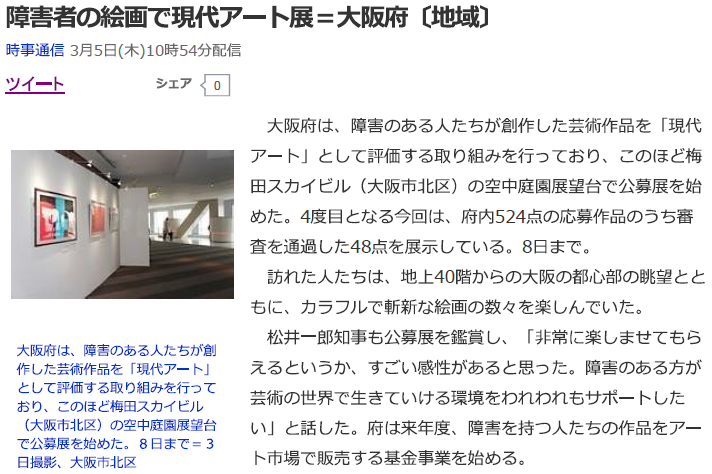 障害者の絵画で現代アート展＝大阪府〔地域〕
時事通信 3月5日(木)10時54分配信
ツイート シェア 0
大阪府は、障害のある人たちが創作した芸術作品を「現代
アート」として評価する取り組みを行っており、このほど梅
田スカイビル（大阪市北区）の空中庭園展望台で公募展を始
めた。4度目となる今回は、府内524点の応募作品のうち審
査を通過した48点を展示している。8日まで。
訪れた人たちは、地上40階からの大阪の都心部の眺望とと
もに、カラフルで斬新な絵画の数々を楽しんでいた。
松井一郎知事も公募展を鑑賞し、「非常に楽しませてもら
えるというか、すごい感性があると思った。障害のある方が
芸術の世界で生きていける環境をわれわれもサポートした
い」と話した。府は来年度、障害を持つ人たちの作品をアー
ト市場で販売する基金事業を始める。
大阪府は、障害のある人たちが創
作した芸術作品を「現代アート」
として評価する取り組みを行って
おり、このほど梅田スカイビル
（大阪市北区）の空中庭園展望台
で公募展を始めた。８日まで＝３
日撮影、大阪市北区